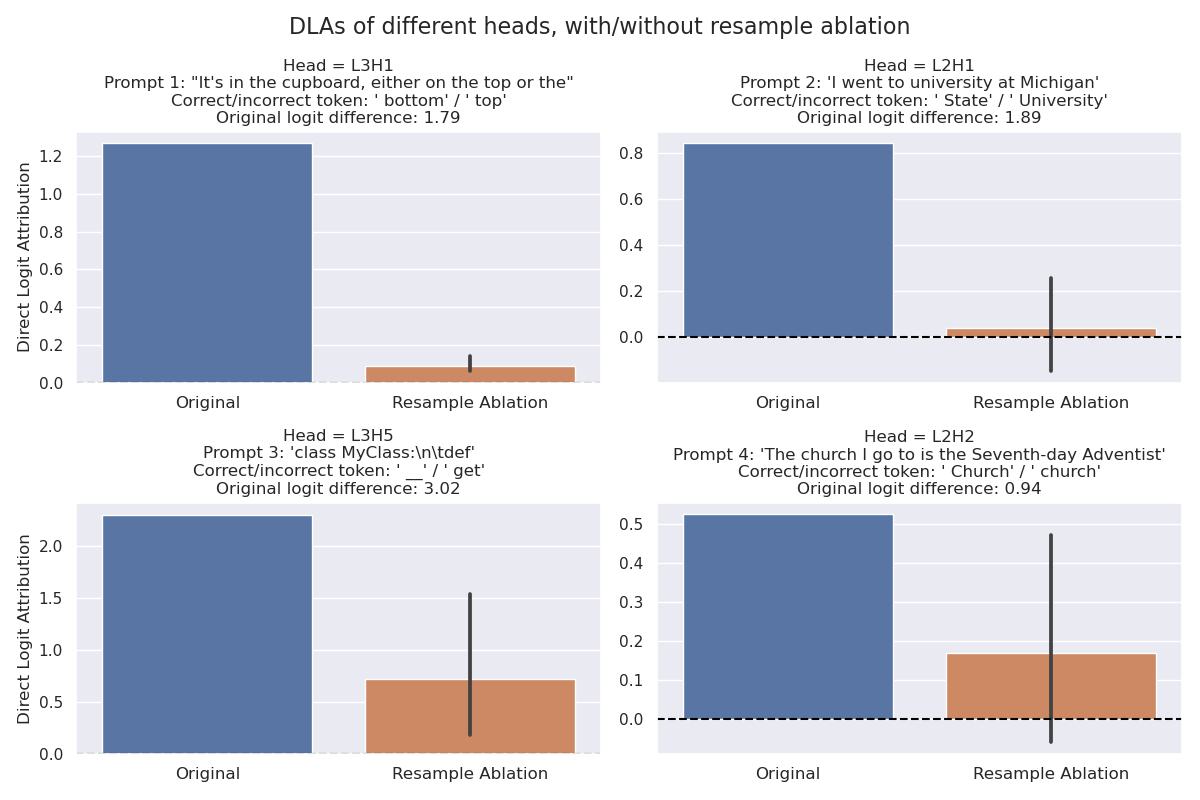 DLAs of different heads, with/without resample ablation
Head = L3H1
Prompt 1: "It's in the cupboard, either on the top or the"
Correct/incorrect token: ' bottom' / ' top'
Original logit difference: 1.79
Direct Logit Attribution
1.2
1.0
0.8
0.6
0.4
0.2
0.0
Original
Resample Ablation
Head = L2H1
Prompt 2: 'I went to university at Michigan'
Correct/incorrect token: ' State' / ' University'
Original logit difference: 1.89
0.8
0.6
0.4
0.2
0.0
Original
Resample Ablation
Head = L3H5
Prompt 3: 'class MyClass:\n\tdef'
Correct/incorrect token: ' __' / ' get'
Original logit difference: 3.02
Direct Logit Attribution
2.0
1.5
1.0
0.5
0.0
Original
Resample Ablation
Head = L2H2
Prompt 4: 'The church I go to is the Seventh-day Adventist'
Correct/incorrect token: ' Church' / ' church'
Original logit difference: 0.94
0.5
0.4
0.3
0.2
0.1
0.0
Original
Resample Ablation